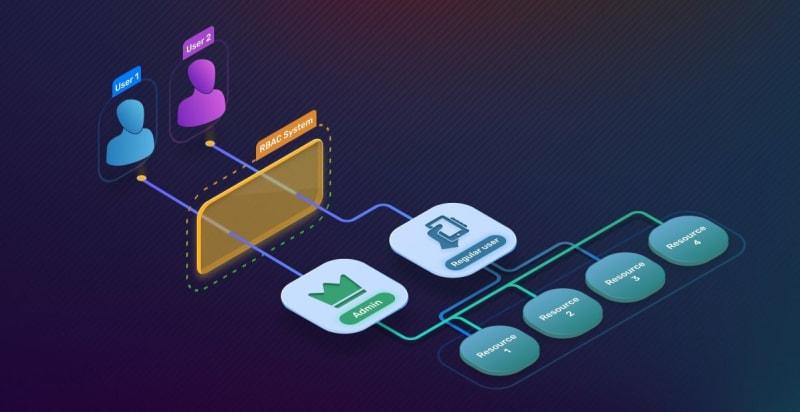 User 1
User 2
RBAC System
Regular user
Admin
Resource
1
Resource
2
Resource
3
Resource
4